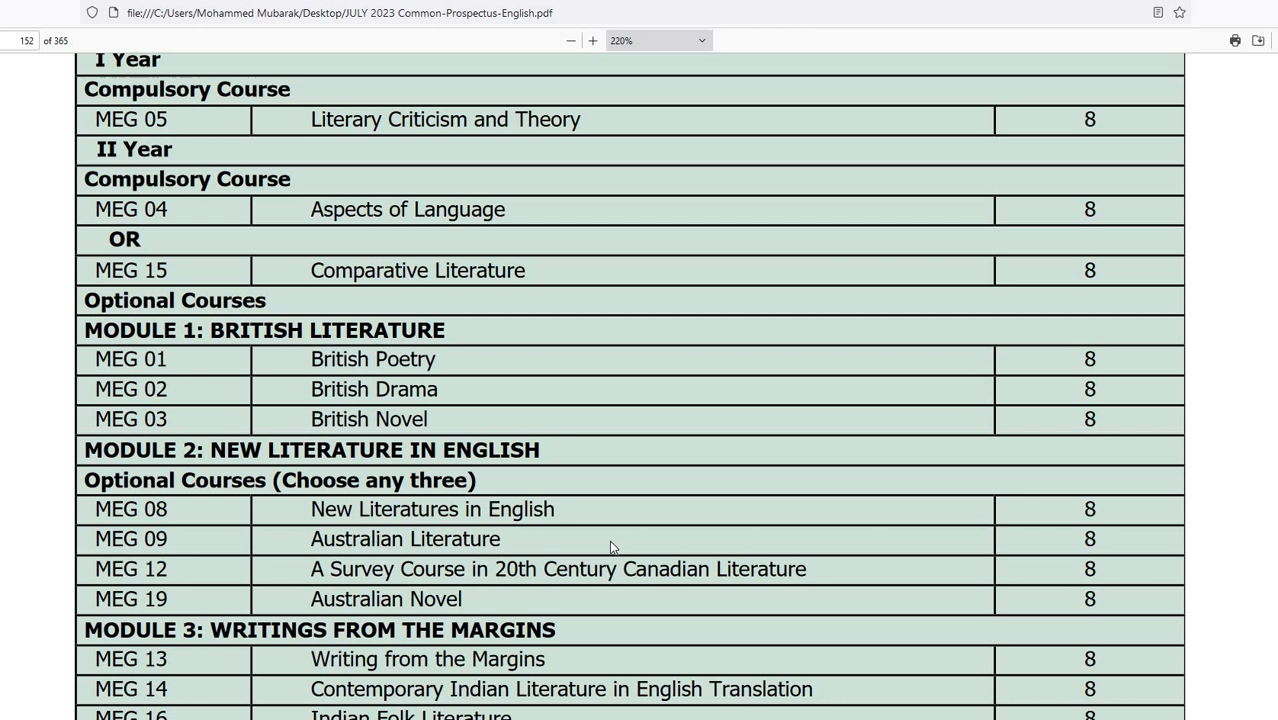 file:///C:/Users/Mohammed Mubarak/Desktop/JULY 2023 Common-Prospectus-English.pdf
152 of 365 220%
I Year
Compulsory Course
MEG 05 Literary Criticism and Theory 8
II Year
Compulsory Course
MEG 04 Aspects of Language 8
OR
MEG 15 Comparative Literature 8
Optional Courses
MODULE 1: BRITISH LITERATURE
MEG 01 British Poetry 8
MEG 02 British Drama 8
MEG 03 British Novel 8
MODULE 2: NEW LITERATURE IN ENGLISH
Optional Courses (Choose any three)
MEG 08 New Literatures in English 8
MEG 09 Australian Literature 8
MEG 12 A Survey Course in 20th Century Canadian Literature 8
MEG 19 Australian Novel 8
MODULE 3: WRITINGS FROM THE MARGINS
MEG 13 Writing from the Margins 8
MEG 14 Contemporary Indian Literature in English Translation 8
MEG 16 Indian Folk Literature 8